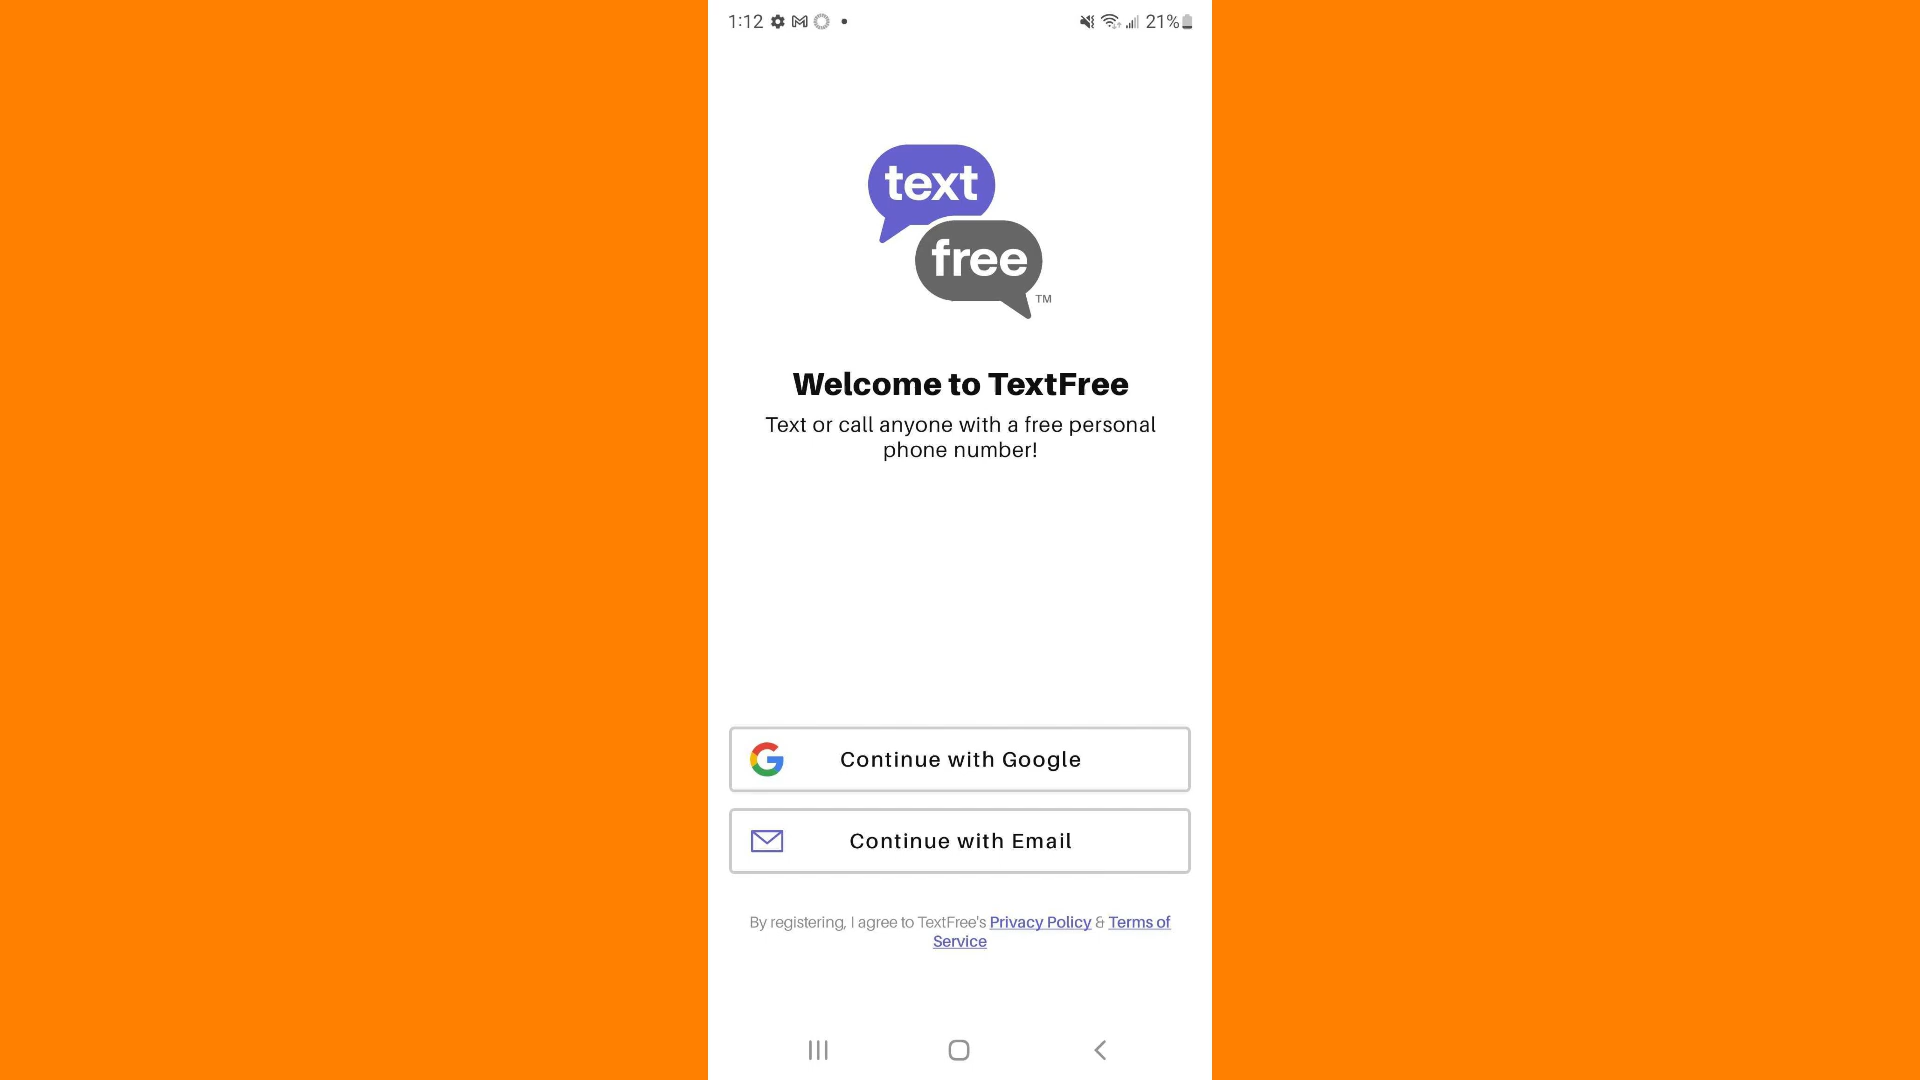 1:12 21%
text
free
TM
Welcome to TextFree
Text or call anyone with a free personal
phone number!
Continue with Google
Continue with Email
By registering, I agree to TextFree's Privacy Policy & Terms of
Service